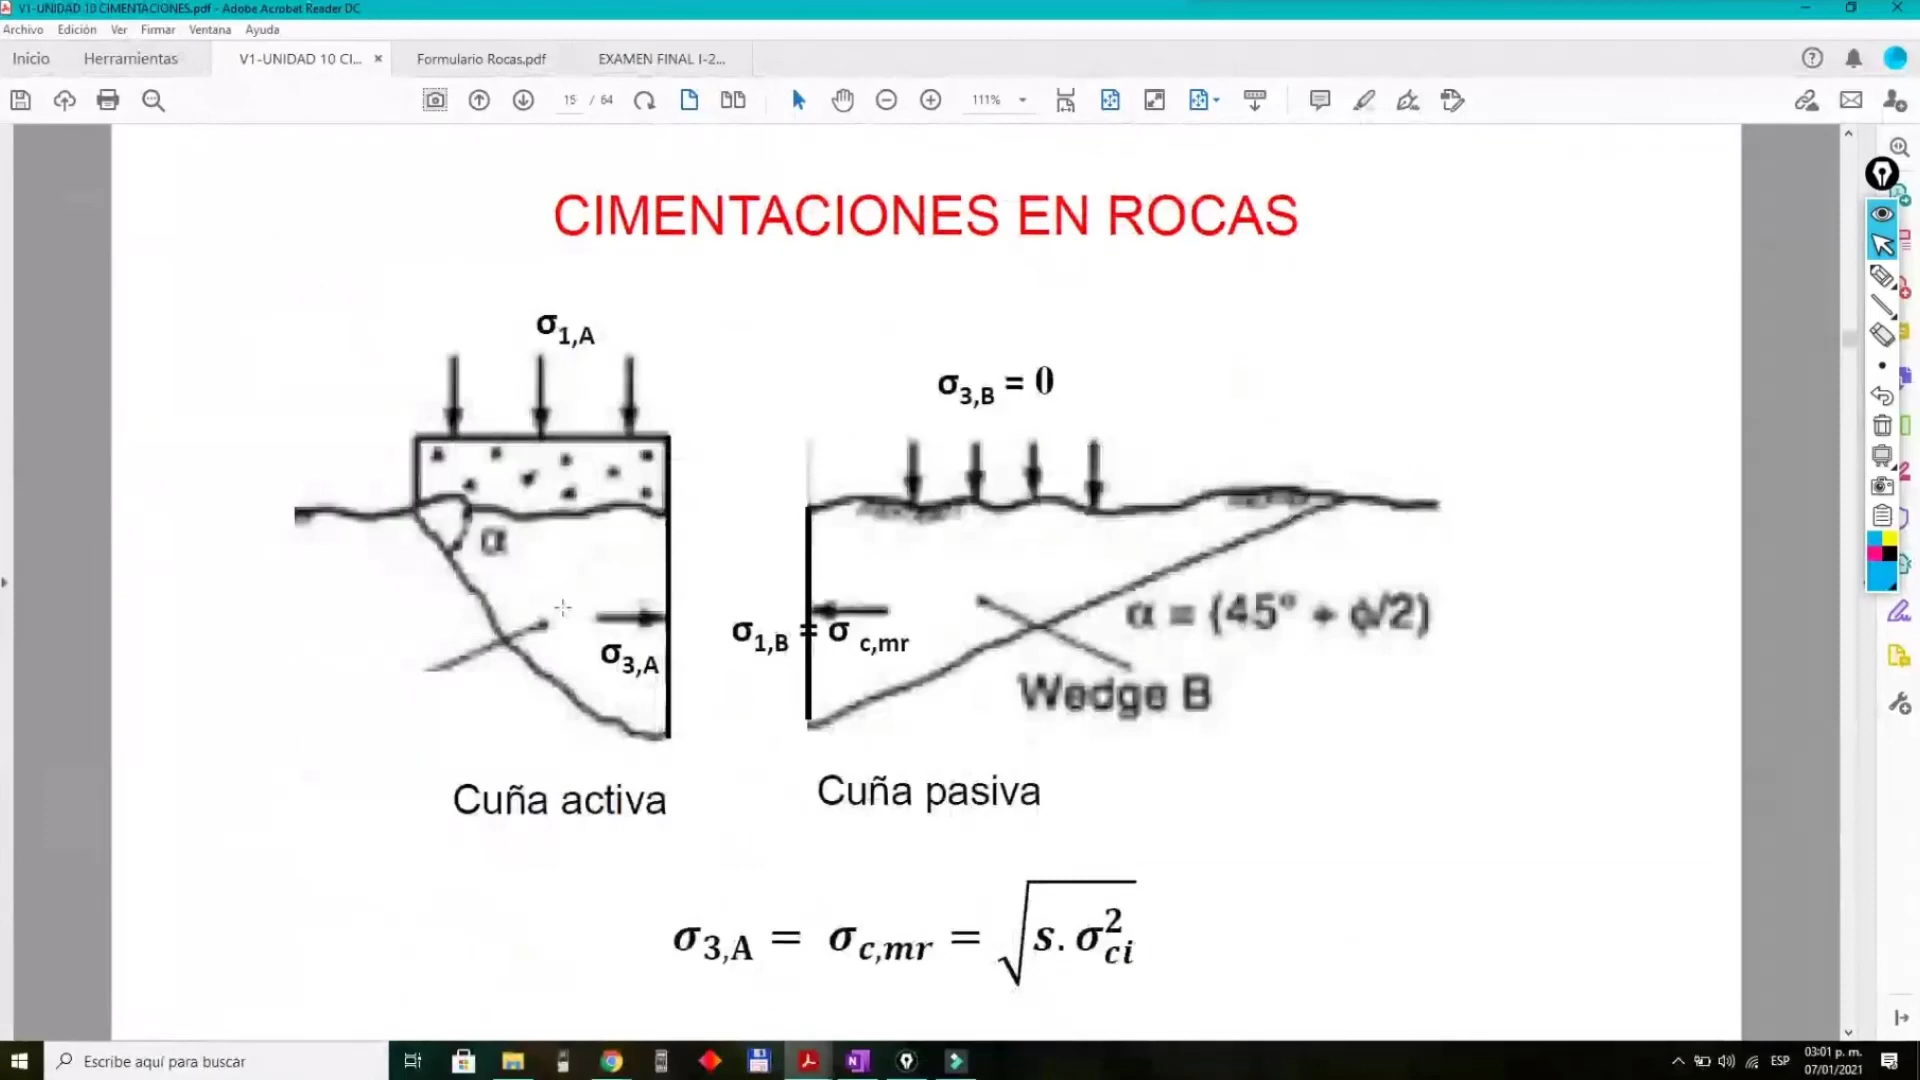 V1-UNIDAD 10 CIMENTACIONES.pdf - Adobe Acrobat Reader DC
Archivo Edición Ver Firmar Ventana Ayuda
Inicio Herramientas V1-UNIDAD 10 CI... × Formulario Rocas.pdf EXAMEN FINAL I-2...
15 / 64 111%
CIMENTACIONES EN ROCAS
σ1,A
σ3,B = 0
α
σ3,A
σ1,B = σ c,mr
α = (45° + ϕ/2)
Wedge B
Cuña activa
Cuña pasiva
σ3,A = σc,mr = √s.σci²
Escribe aquí para buscar
ESP
03:01 p. m.
07/01/2021